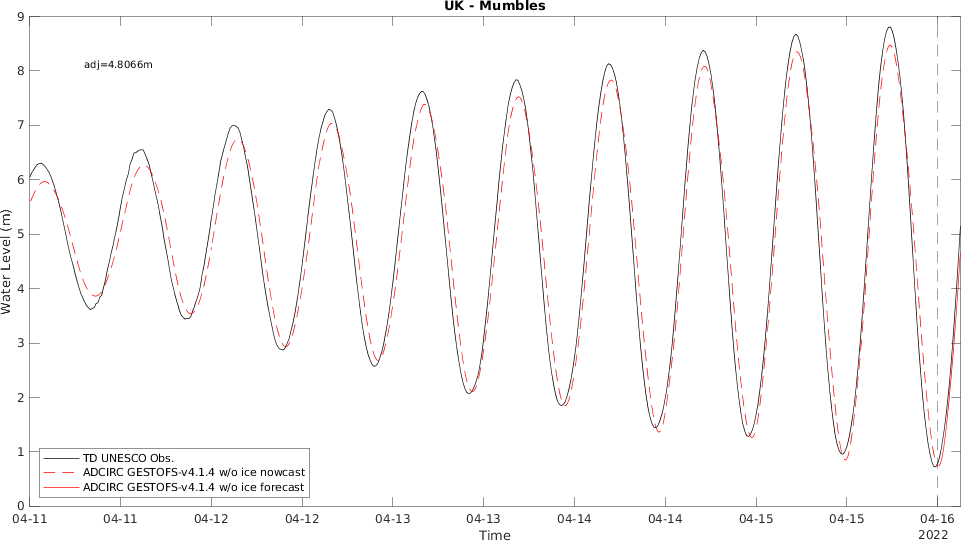 UK - Mumbles
adj=4.8066m
9
8
7
6
5
4
3
2
1
0
Water Level (m)
TD UNESCO Obs.
ADCIRC GESTOFS-v4.1.4 w/o ice nowcast
ADCIRC GESTOFS-v4.1.4 w/o ice forecast
04-11 04-11 04-12 04-12 04-13 04-13 04-14 04-14 04-15 04-15 04-16
Time
2022